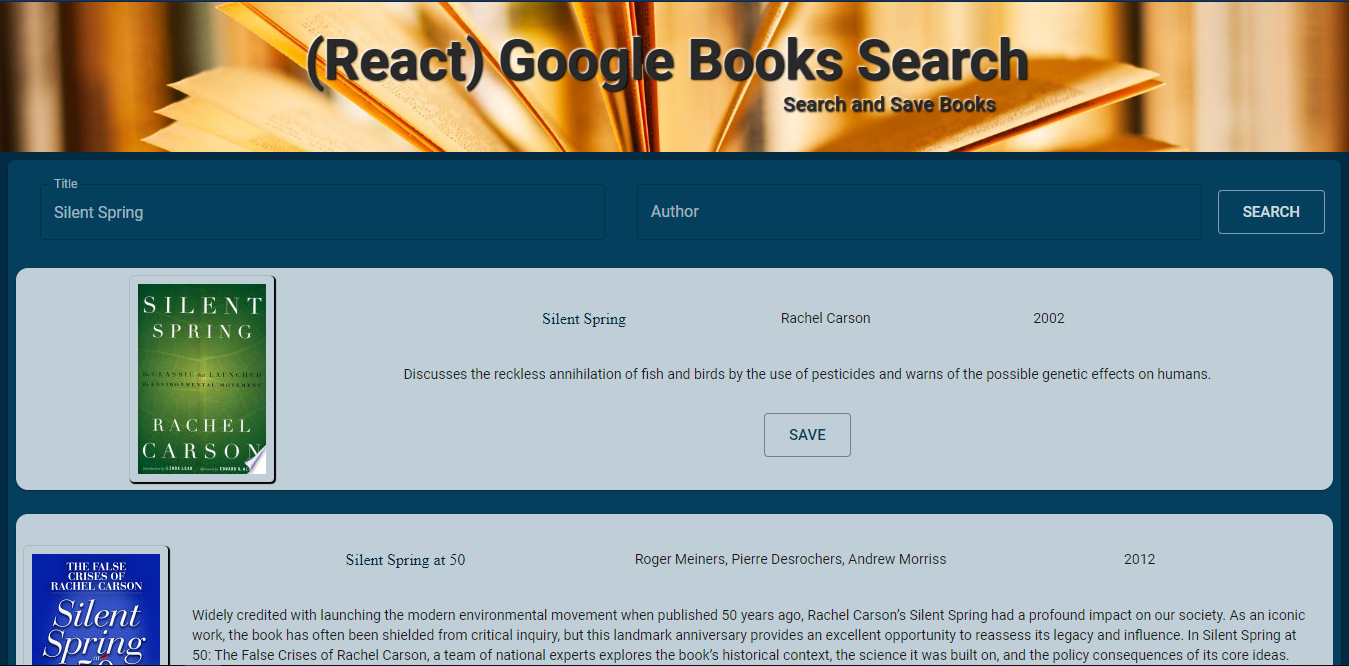 (React) Google Books Search
Search and Save Books
Title
Silent Spring
Author
SEARCH
SILENT
SPRING
The CLASSIC that LAUNCHED
the ENVIRONMENTAL MOVEMENT
RACHEL
CARSON
Introduction by LINDA LEAR
Silent Spring
Rachel Carson
2002
Discusses the reckless annihilation of fish and birds by the use of pesticides and warns of the possible genetic effects on humans.
SAVE
THE FALSE
CRISES OF
RACHEL CARSON
Silent
Spring
at
50
Silent Spring at 50
Roger Meiners, Pierre Desrochers, Andrew Morriss
2012
Widely credited with launching the modern environmental movement when published 50 years ago, Rachel Carson’s Silent Spring had a profound impact on our society. As an iconic
work, the book has often been shielded from critical inquiry, but this landmark anniversary provides an excellent opportunity to reassess its legacy and influence. In Silent Spring at
50: The False Crises of Rachel Carson, a team of national experts explores the book’s historical context, the science it was built on, and the policy consequences of its core ideas.